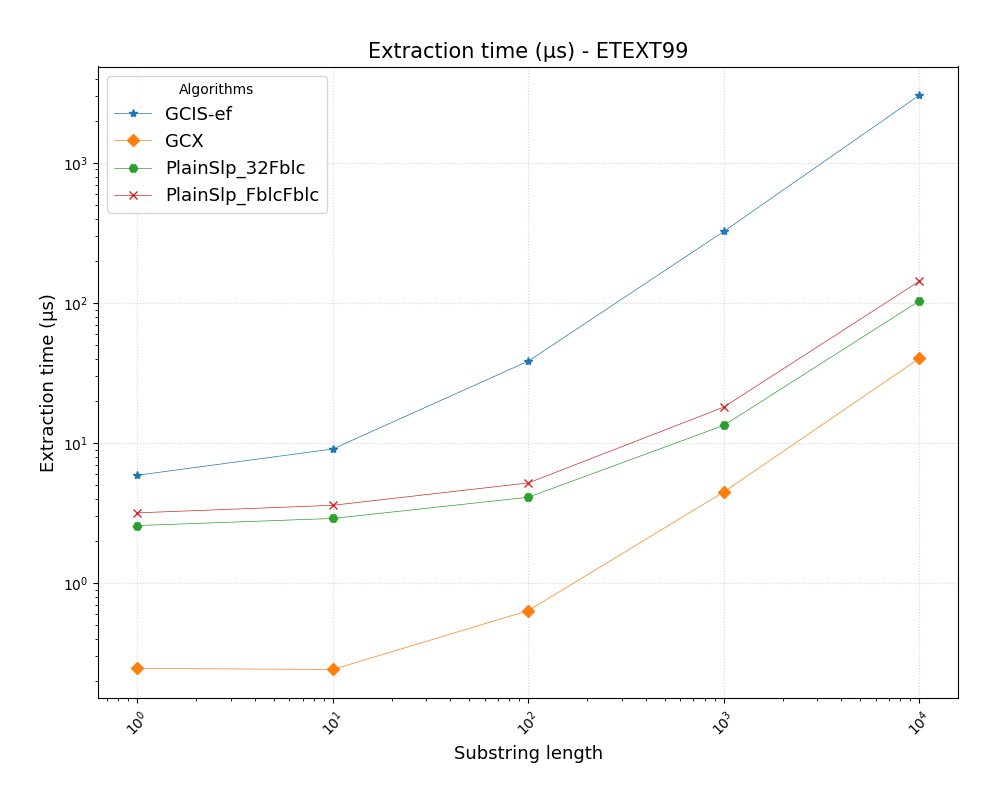 Extraction time (μs) - ETEXT99
Algorithms
GCIS-ef
GCX
PlainSlp_32Fblc
PlainSlp_FblcFblc
Extraction time (μs)
10³
10²
10¹
10⁰
10⁰ 10¹ 10² 10³ 10⁴
Substring length